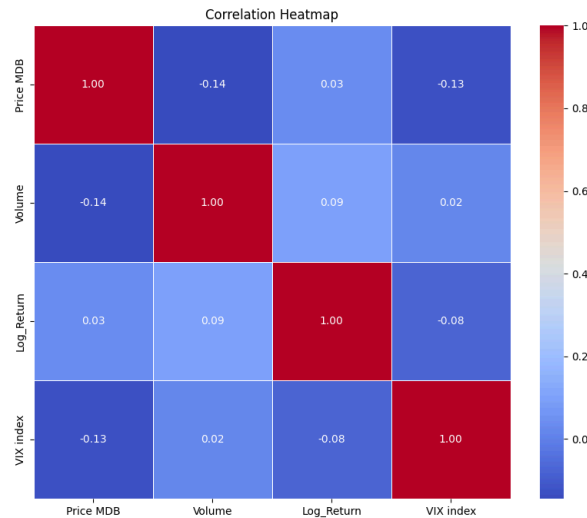 Correlation Heatmap
Price MDB
1.00 -0.14 0.03 -0.13
Volume
-0.14 1.00 0.09 0.02
Log_Return
0.03 0.09 1.00 -0.08
VIX index
-0.13 0.02 -0.08 1.00
Price MDB Volume Log_Return VIX index
1.0
0.8
0.6
0.4
0.2
0.0